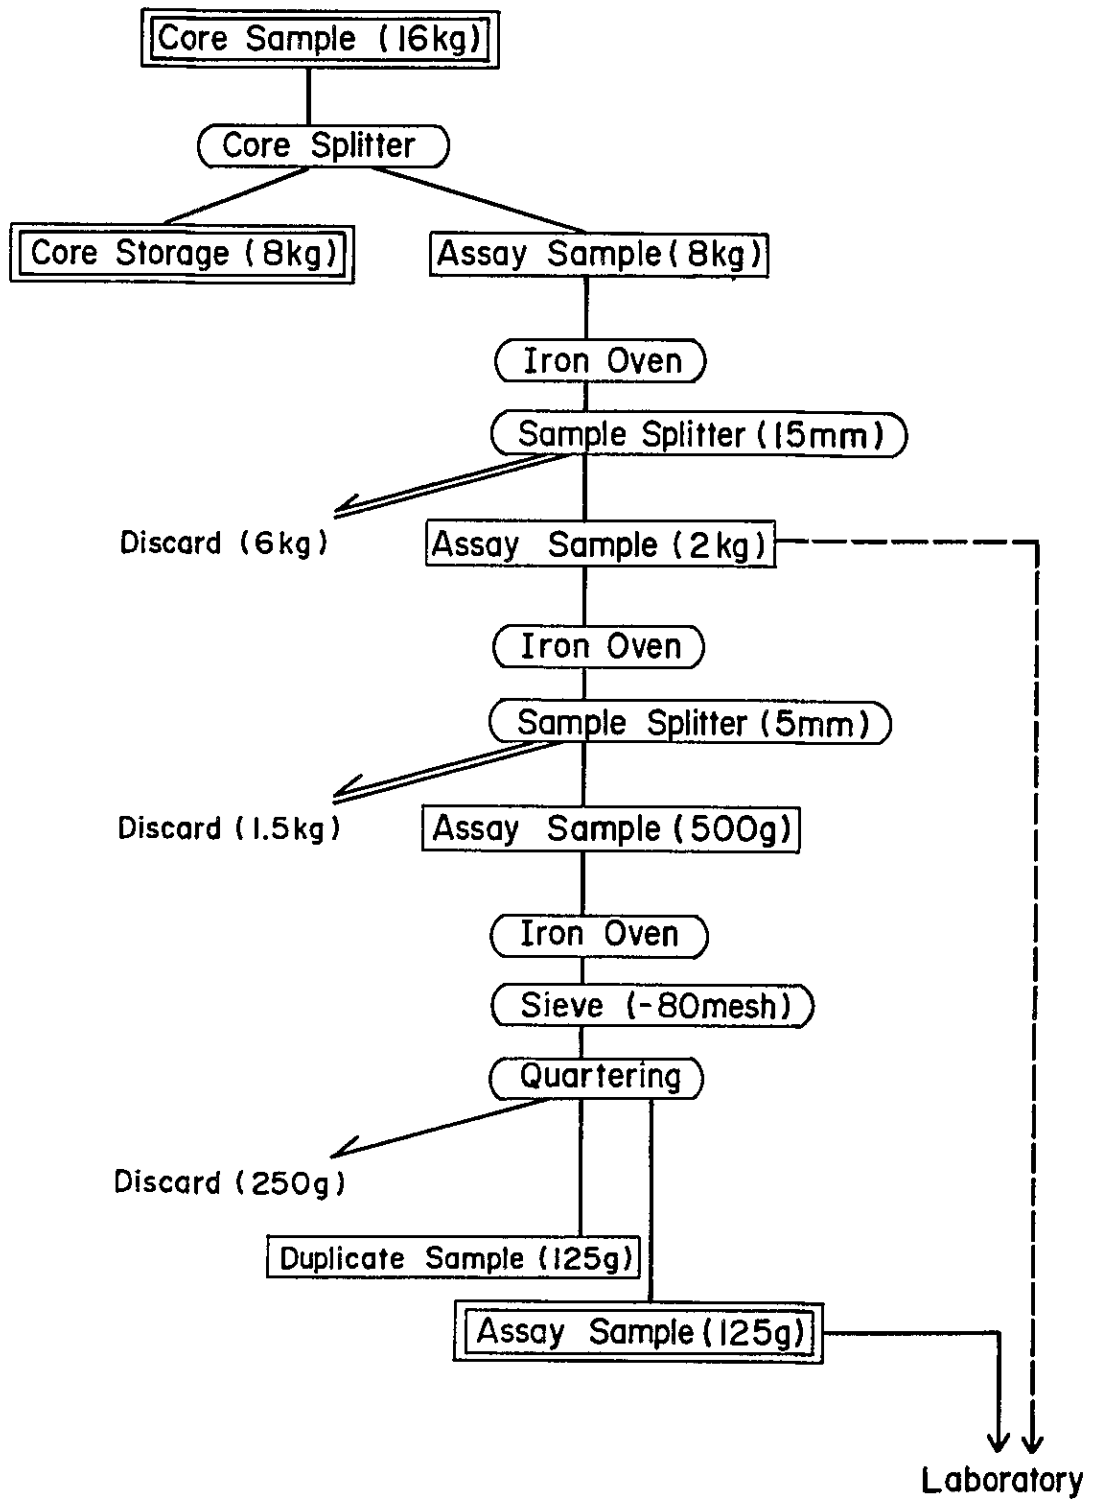 Core Sample (16kg)
Core Splitter
Core Storage (8kg)
Assay Sample (8kg)
Iron Oven
Sample Splitter (15mm)
Discard (6kg)
Assay Sample (2kg)
Iron Oven
Sample Splitter (5mm)
Discard (1.5kg)
Assay Sample (500g)
Iron Oven
Sieve (-80mesh)
Quartering
Discard (250g)
Duplicate Sample (125g)
Assay Sample (125g)
Laboratory